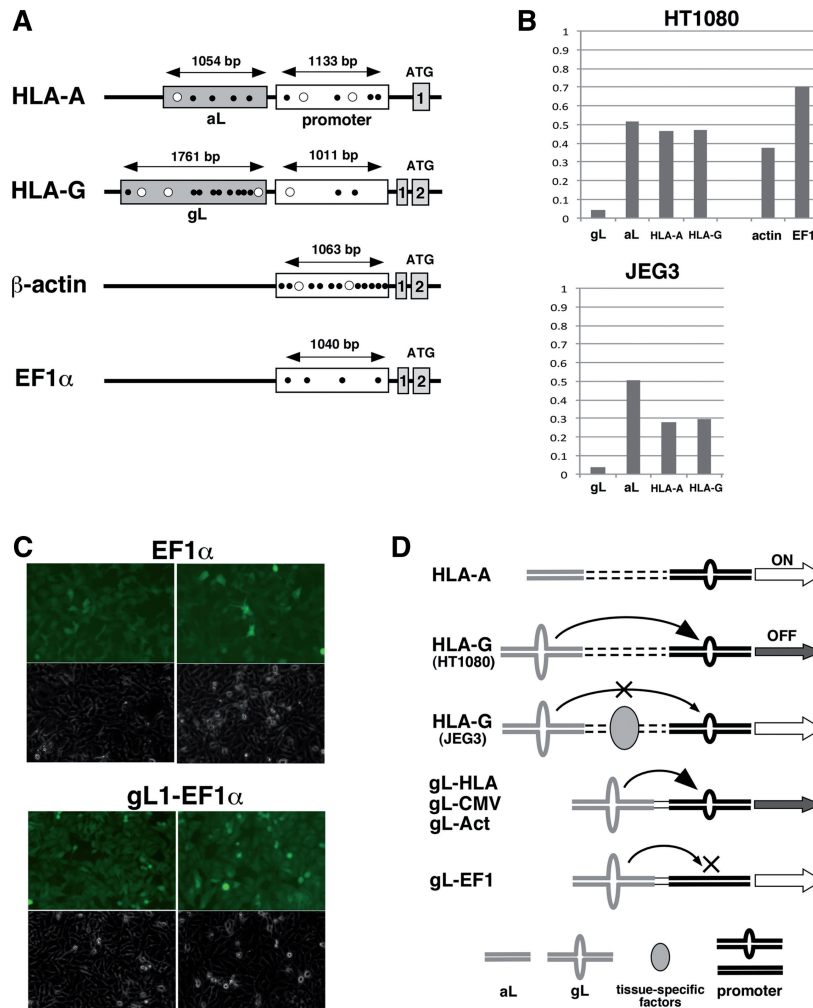 A
1054 bp
1133 bp
ATG
HLA-A
1
aL
promoter
1761 bp
1011 bp
ATG
HLA-G
1 2
gL
1063 bp
ATG
β-actin
1 2
1040 bp
ATG
EF1α
1 2
B
HT1080
1
0.9
0.8
0.7
0.6
0.5
0.4
0.3
0.2
0.1
0
gL aL HLA-A HLA-G actin EF1
JEG3
1
0.9
0.8
0.7
0.6
0.5
0.4
0.3
0.2
0.1
0
gL aL HLA-A HLA-G
C
EF1α
gL1-EF1α
D
HLA-A
ON
HLA-G
(HT1080)
OFF
HLA-G
(JEG3)
gL-HLA
gL-CMV
gL-Act
gL-EF1
aL
gL
tissue-specific
factors
promoter